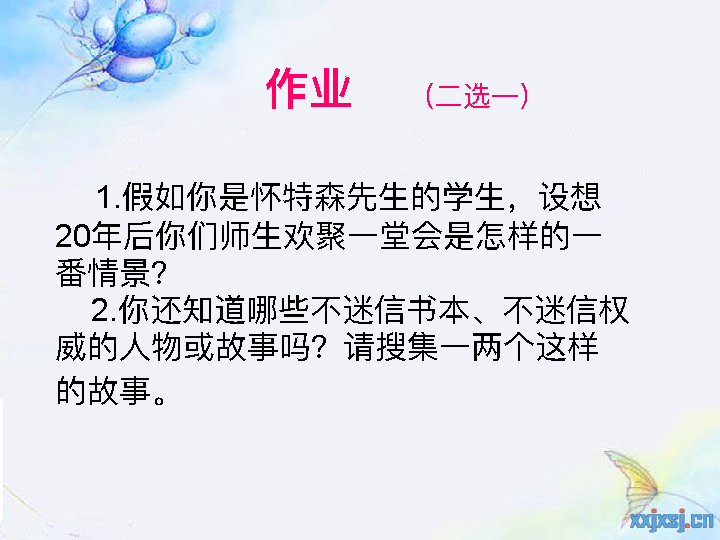 作业 （二选一）
1.假如你是怀特森先生的学生，设想
20年后你们师生欢聚一堂会是怎样的一
番情景？
2.你还知道哪些不迷信书本、不迷信权
威的人物或故事吗？请搜集一两个这样
的故事。
xxjxsj.cn